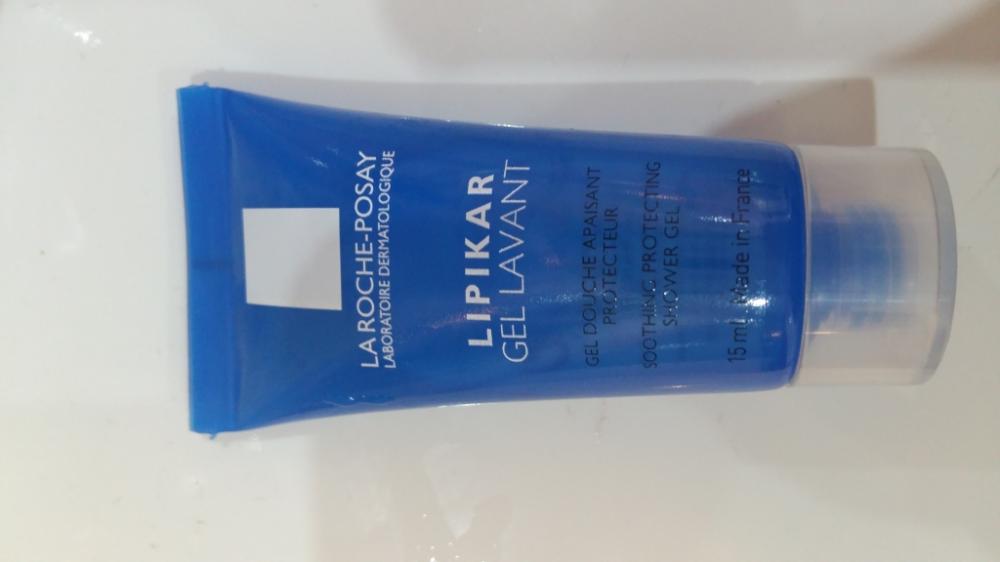 LA ROCHE-POSAY
LABORATOIRE DERMATOLOGIQUE
LIPIKAR
GEL LAVANT
GEL DOUCHE APAISANT
PROTECTEUR
SOOTHING PROTECTING
SHOWER GEL
15 ml Made in France